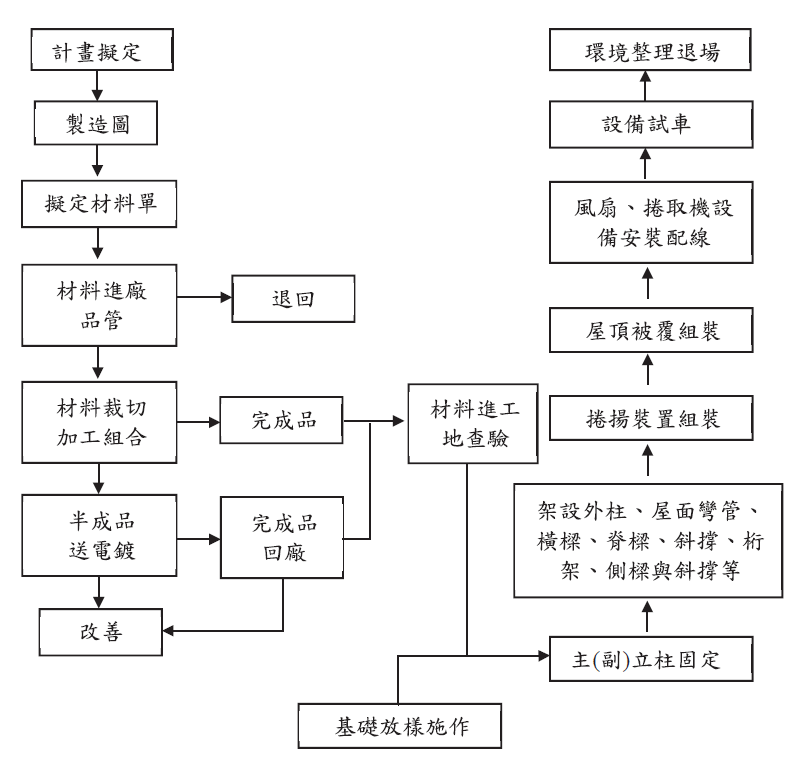 計畫擬定
製造圖
擬定材料單
材料進廠
品管
退回
材料裁切
加工組合
完成品
材料進工
地查驗
半成品
送電鍍
完成品
回廠
改善
基礎放樣施作
環境整理退場
設備試車
風扇、捲取機設
備安裝配線
屋頂被覆組裝
捲揚裝置組裝
架設外柱、屋面彎管、
橫樑、脊樑、斜撐、桁
架、側樑與斜撐等
主(副)立柱固定